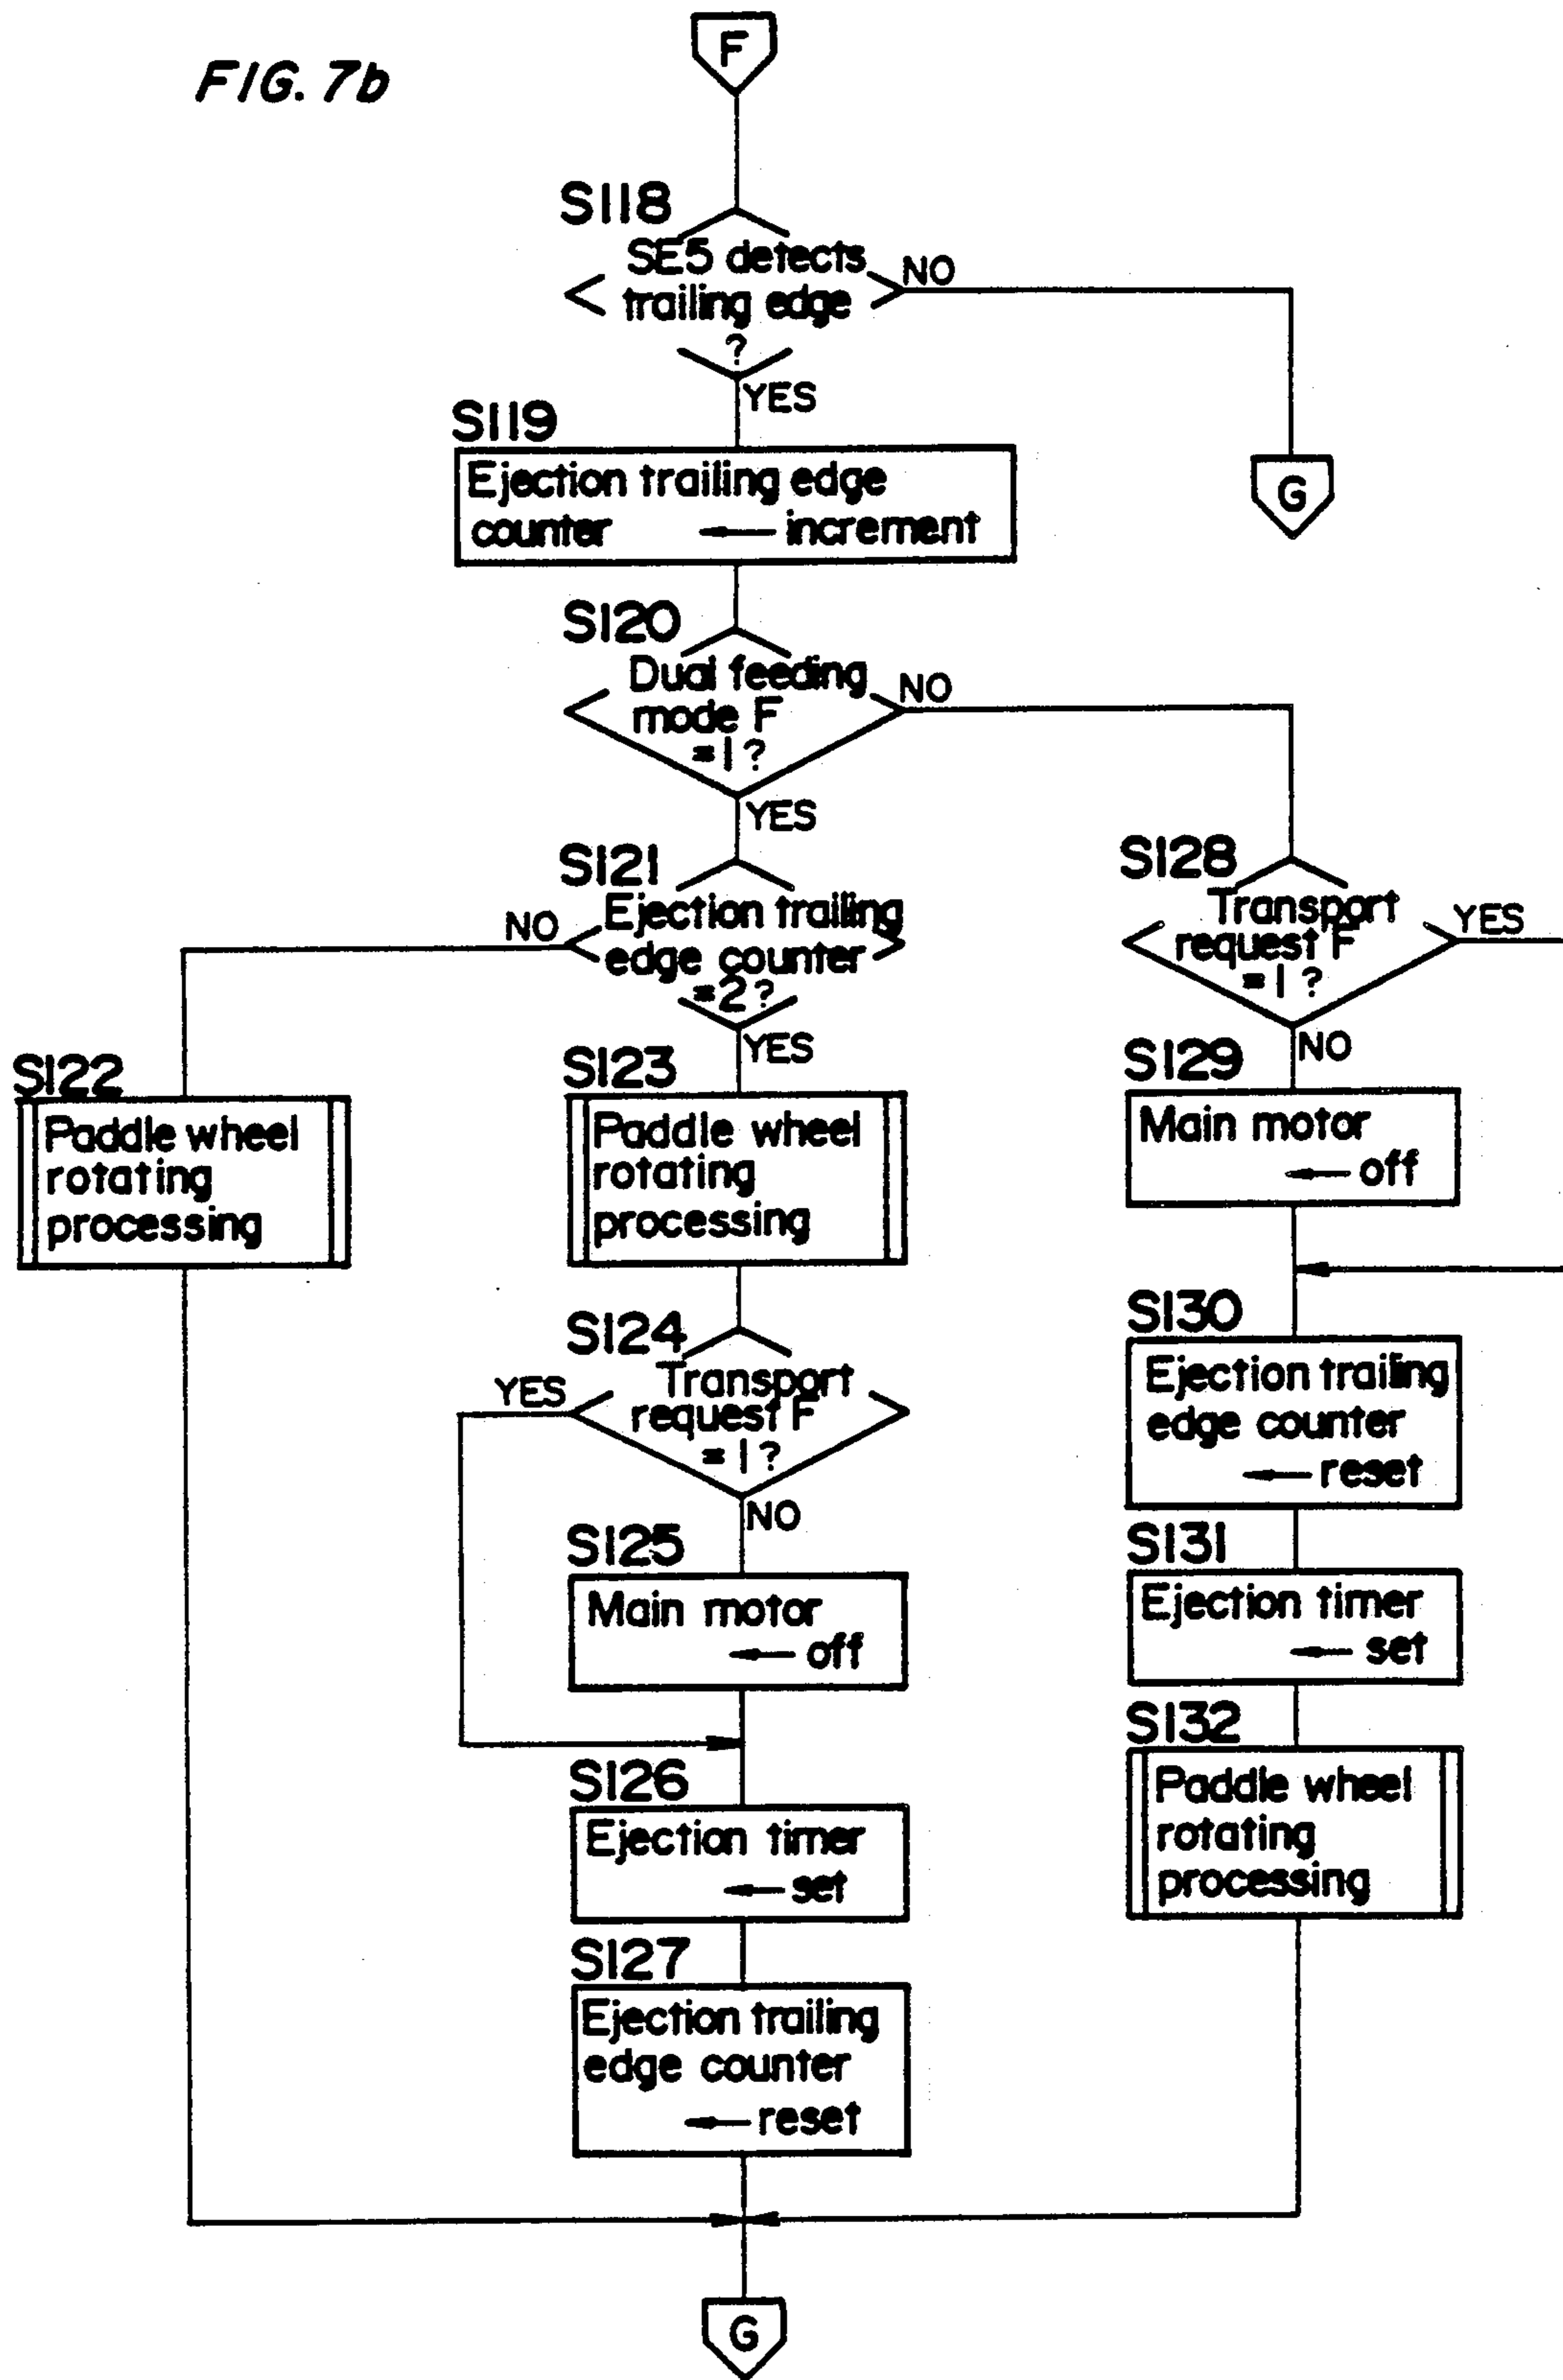 FIG. 7b
F
S118
SE5 detects
trailing edge
?
NO
YES
G
S119
Ejection trailing edge
counter ← increment
S120
Dual feeding
mode F
=1?
NO
YES
S121
Ejection trailing
edge counter
=2?
NO
YES
S128
Transport
request F
=1?
YES
NO
S122
Paddle wheel
rotating
processing
S123
Paddle wheel
rotating
processing
S129
Main motor
← off
S124
Transport
request F
=1?
YES
NO
S130
Ejection trailing
edge counter
← reset
S125
Main motor
← off
S131
Ejection timer
← set
S126
Ejection timer
← set
S132
Paddle wheel
rotating
processing
S127
Ejection trailing
edge counter
← reset
G